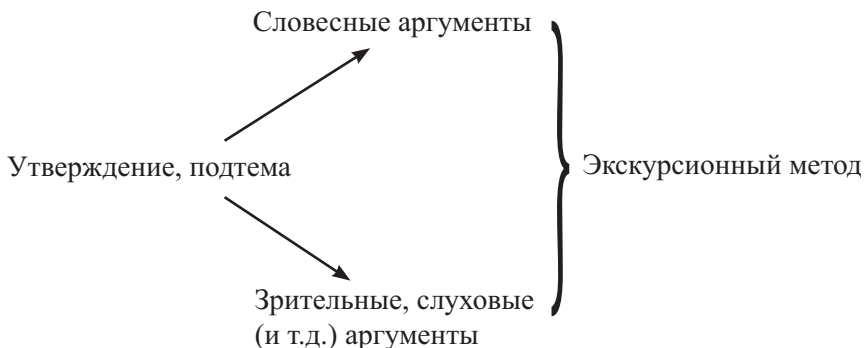 Словесные аргументы
Утверждение, подтема
Экскурсионный метод
Зрительные, слуховые
(и т.д.) аргументы